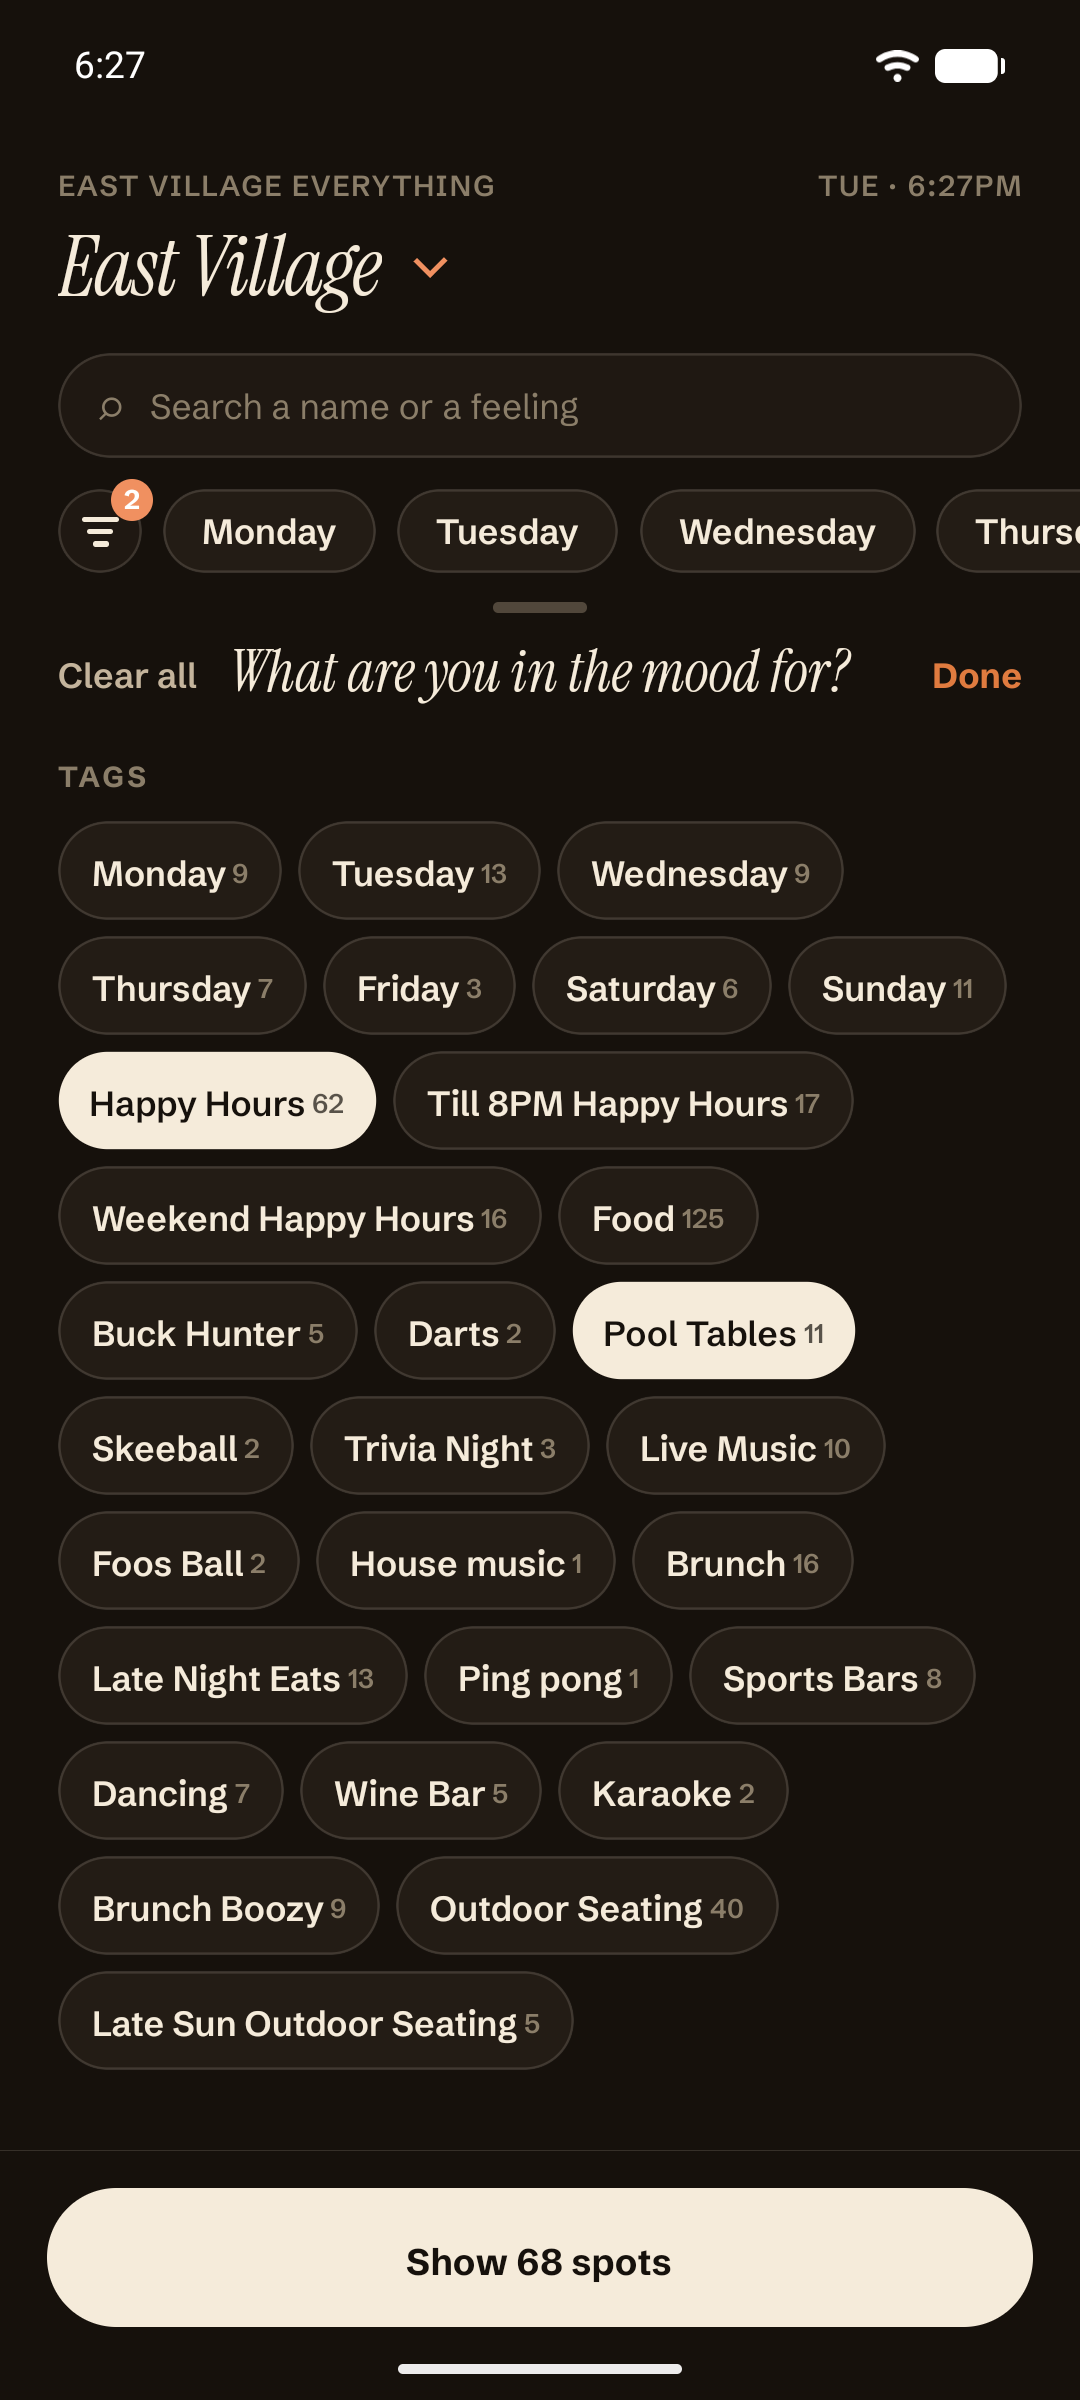 6:27
EAST VILLAGE EVERYTHING TUE · 6:27PM
East Village
Search a name or a feeling
2
Monday Tuesday Wednesday
Clear all What are you in the mood for? Done
TAGS
Monday 9 Tuesday 13 Wednesday 9
Thursday 7 Friday 3 Saturday 6 Sunday 11
Happy Hours 62 Till 8PM Happy Hours 17
Weekend Happy Hours 16 Food 125
Buck Hunter 5 Darts 2 Pool Tables 11
Skeeball 2 Trivia Night 3 Live Music 10
Foos Ball 2 House music 1 Brunch 16
Late Night Eats 13 Ping pong 1 Sports Bars 8
Dancing 7 Wine Bar 5 Karaoke 2
Brunch Boozy 9 Outdoor Seating 40
Late Sun Outdoor Seating 5
Show 68 spots